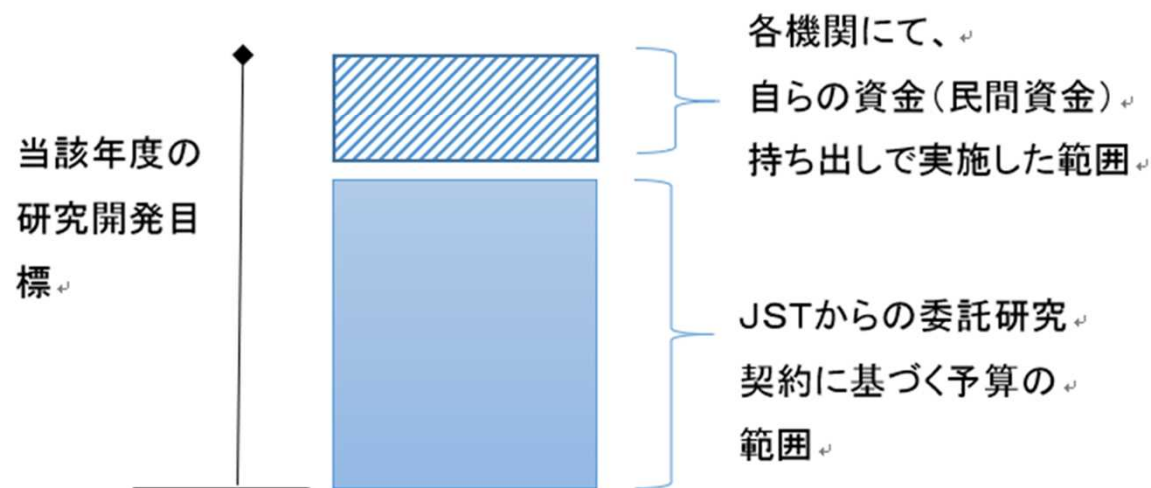 当該年度の
研究開発目
標
各機関にて、
自らの資金（民間資金）
持ち出しで実施した範囲
JSTからの委託研究
契約に基づく予算の
範囲